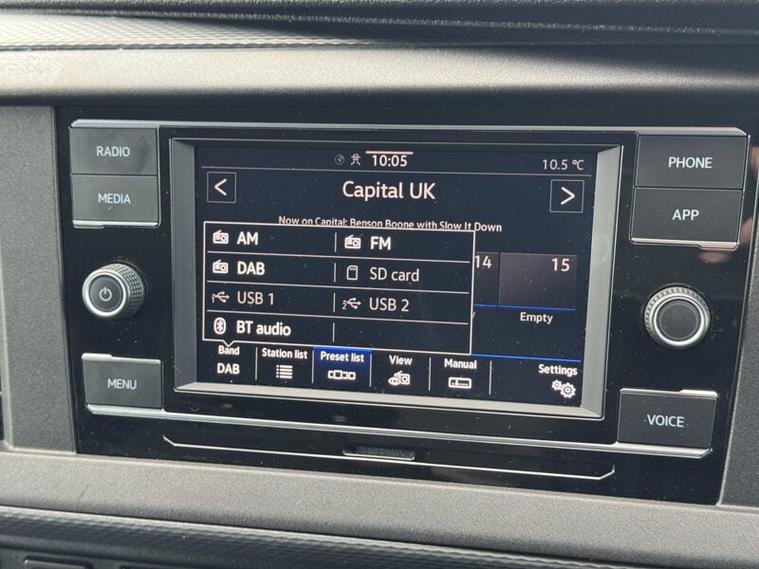 RADIO
MEDIA
MENU
10:05
10.5 °C
<
Capital UK
>
Now on Capital: Benson Boone with Slow It Down
AM
FM
DAB
SD card
1 USB 1
2 USB 2
BT audio
14
15
Empty
Band
DAB
Station list
Preset list
View
Manual
Settings
PHONE
APP
VOICE